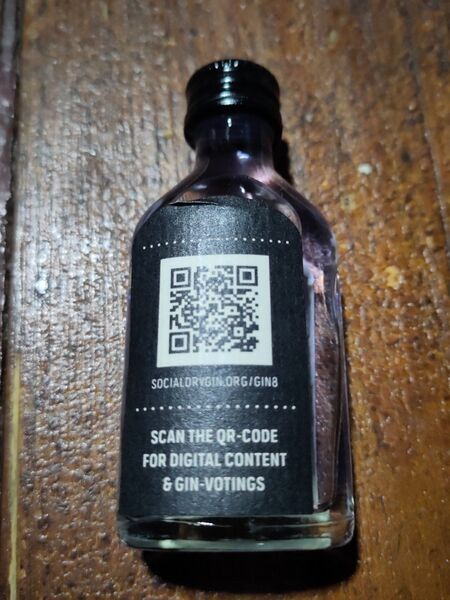 SOCIALDRYGIN.ORG/GIN8
SCAN THE QR-CODE
FOR DIGITAL CONTENT
& GIN-VOTINGS